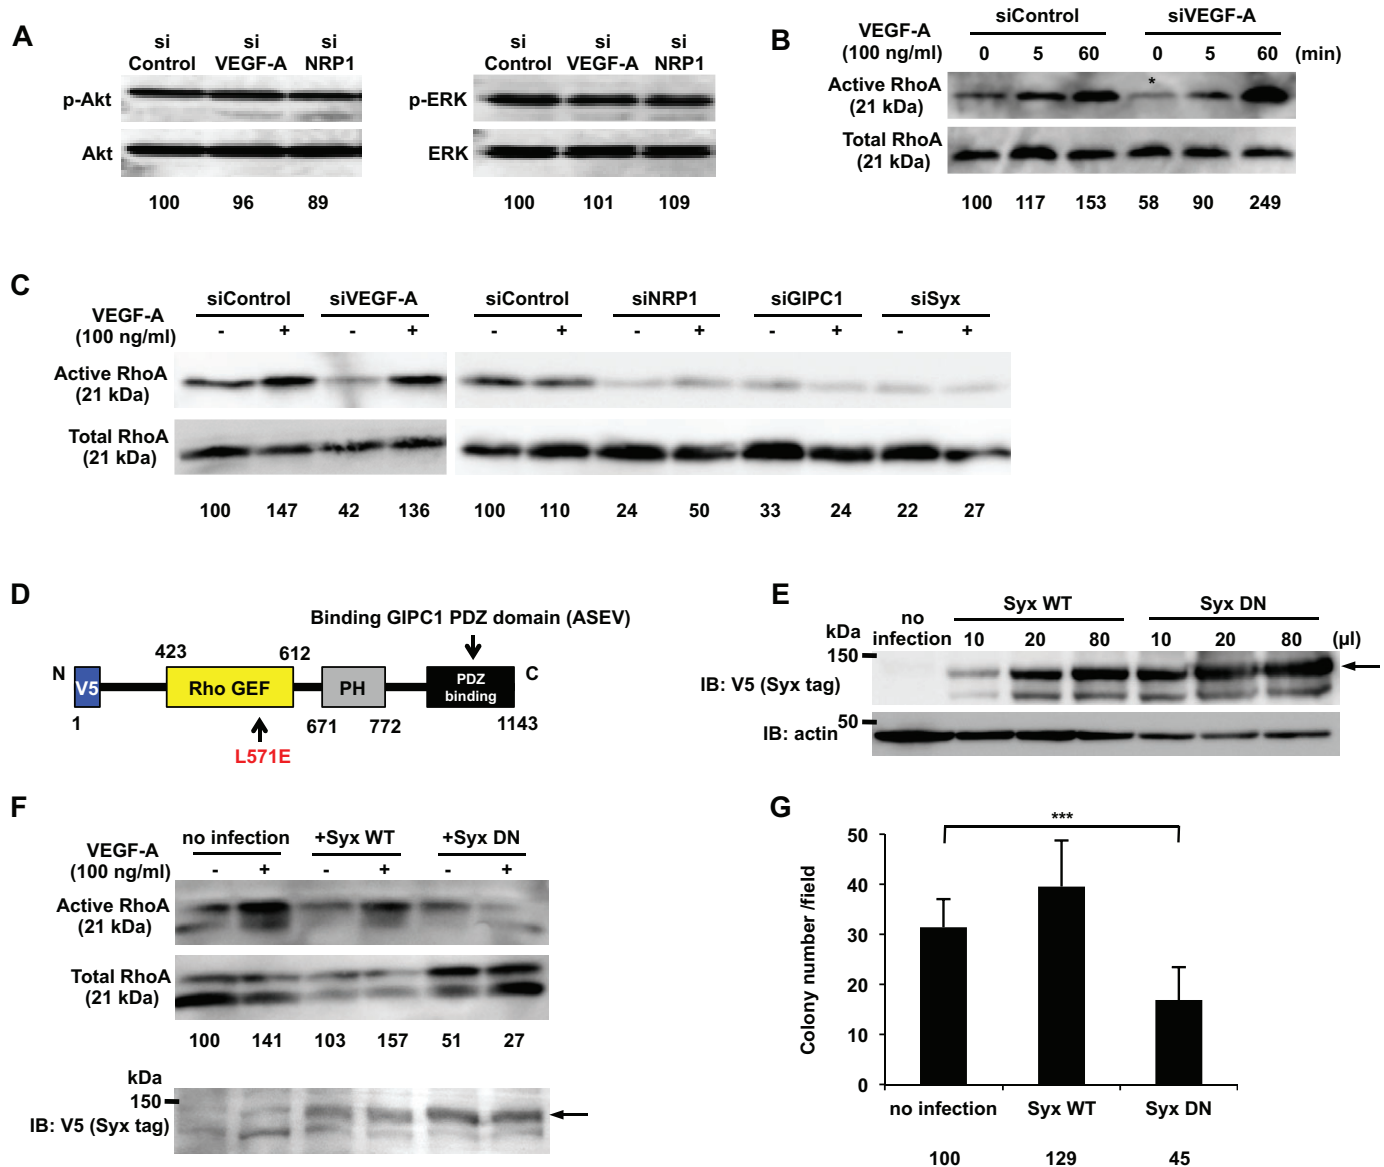 A
si si si
Control VEGF-A NRP1
p-Akt
Akt
100 96 89
si si si
Control VEGF-A NRP1
p-ERK
ERK
100 101 109
B
siControl siVEGF-A
VEGF-A
(100 ng/ml) 0 5 60 0 5 60 (min)
Active RhoA
(21 kDa)
*
Total RhoA
(21 kDa)
100 117 153 58 90 249
C
siControl siVEGF-A siControl siNRP1 siGIPC1 siSyx
VEGF-A
(100 ng/ml) - + - + - + - + - + - +
Active RhoA
(21 kDa)
Total RhoA
(21 kDa)
100 147 42 136 100 110 24 50 33 24 22 27
D
Binding GIPC1 PDZ domain (ASEV)
423 612
N V5 Rho GEF PH PDZ binding C
1 671 772 1143
L571E
E
no infection Syx WT Syx DN
kDa 10 20 80 10 20 80 (µl)
150
IB: V5 (Syx tag)
50
IB: actin
F
no infection +Syx WT +Syx DN
VEGF-A
(100 ng/ml) - + - + - +
Active RhoA
(21 kDa)
Total RhoA
(21 kDa)
100 141 103 157 51 27
kDa
150
IB: V5 (Syx tag)
G
***
Colony number /field
50
40
30
20
10
0
no infection Syx WT Syx DN
100 129 45